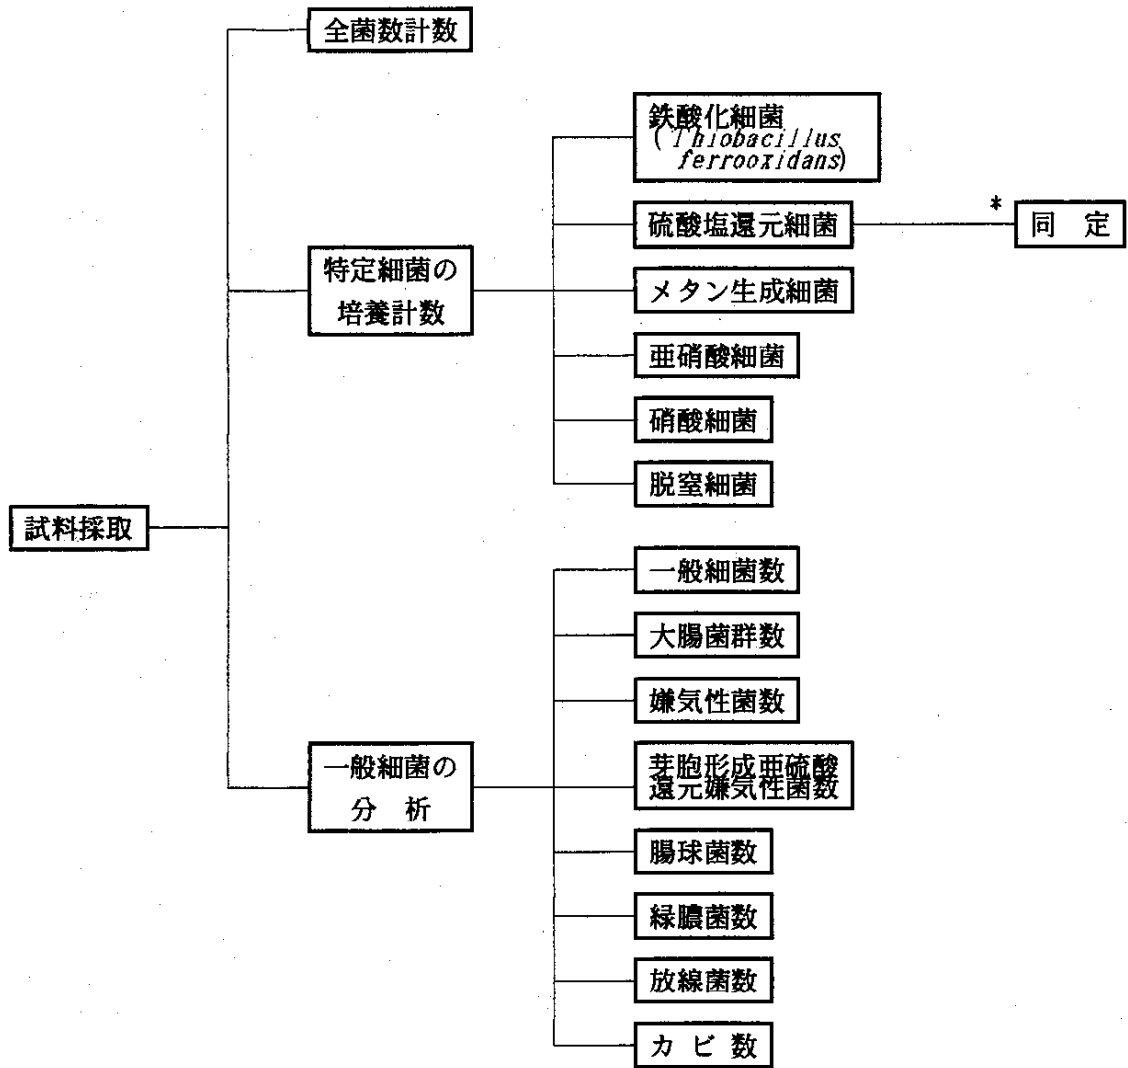 全菌数計数
鉄酸化細菌
(Thiobacillus
ferrooxidans)
硫酸塩還元細菌
*
同 定
特定細菌の
培養計数
メタン生成細菌
亜硝酸細菌
硝酸細菌
脱窒細菌
試料採取
一般細菌数
大腸菌群数
嫌気性菌数
一般細菌の
分 析
芽胞形成亜硫酸
還元嫌気性菌数
腸球菌数
緑膿菌数
放線菌数
カ ビ 数